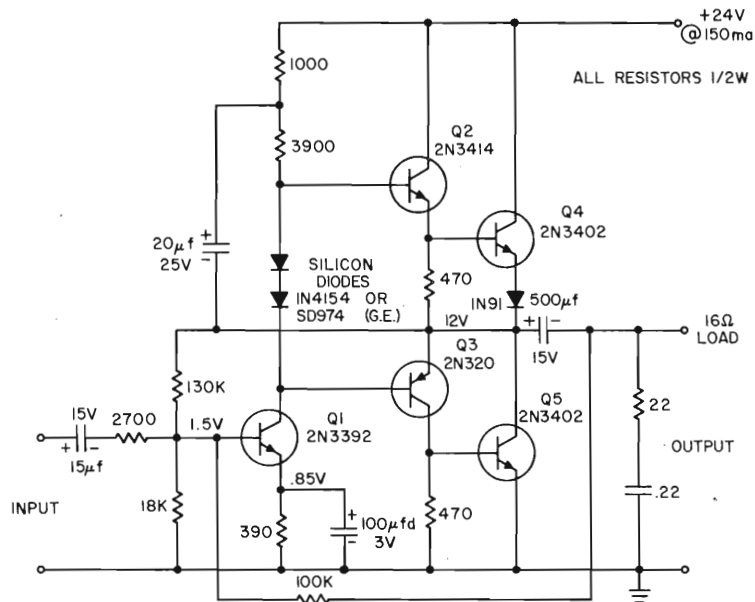 +24V
@150ma
1000
ALL RESISTORS 1/2W
3900
Q2
2N3414
Q4
2N3402
20μf
25V
+
-
SILICON
DIODES
IN4154 OR
SD974 (G.E.)
470
IN91
500μf
+ -
15V
12V
16Ω
LOAD
Q3
2N320
130K
Q5
2N3402
22
15V
2700
+ -
15μf
1.5V
Q1
2N3392
OUTPUT
.85V
.22
INPUT
18K
390
+
100μfd
-
3V
470
100K